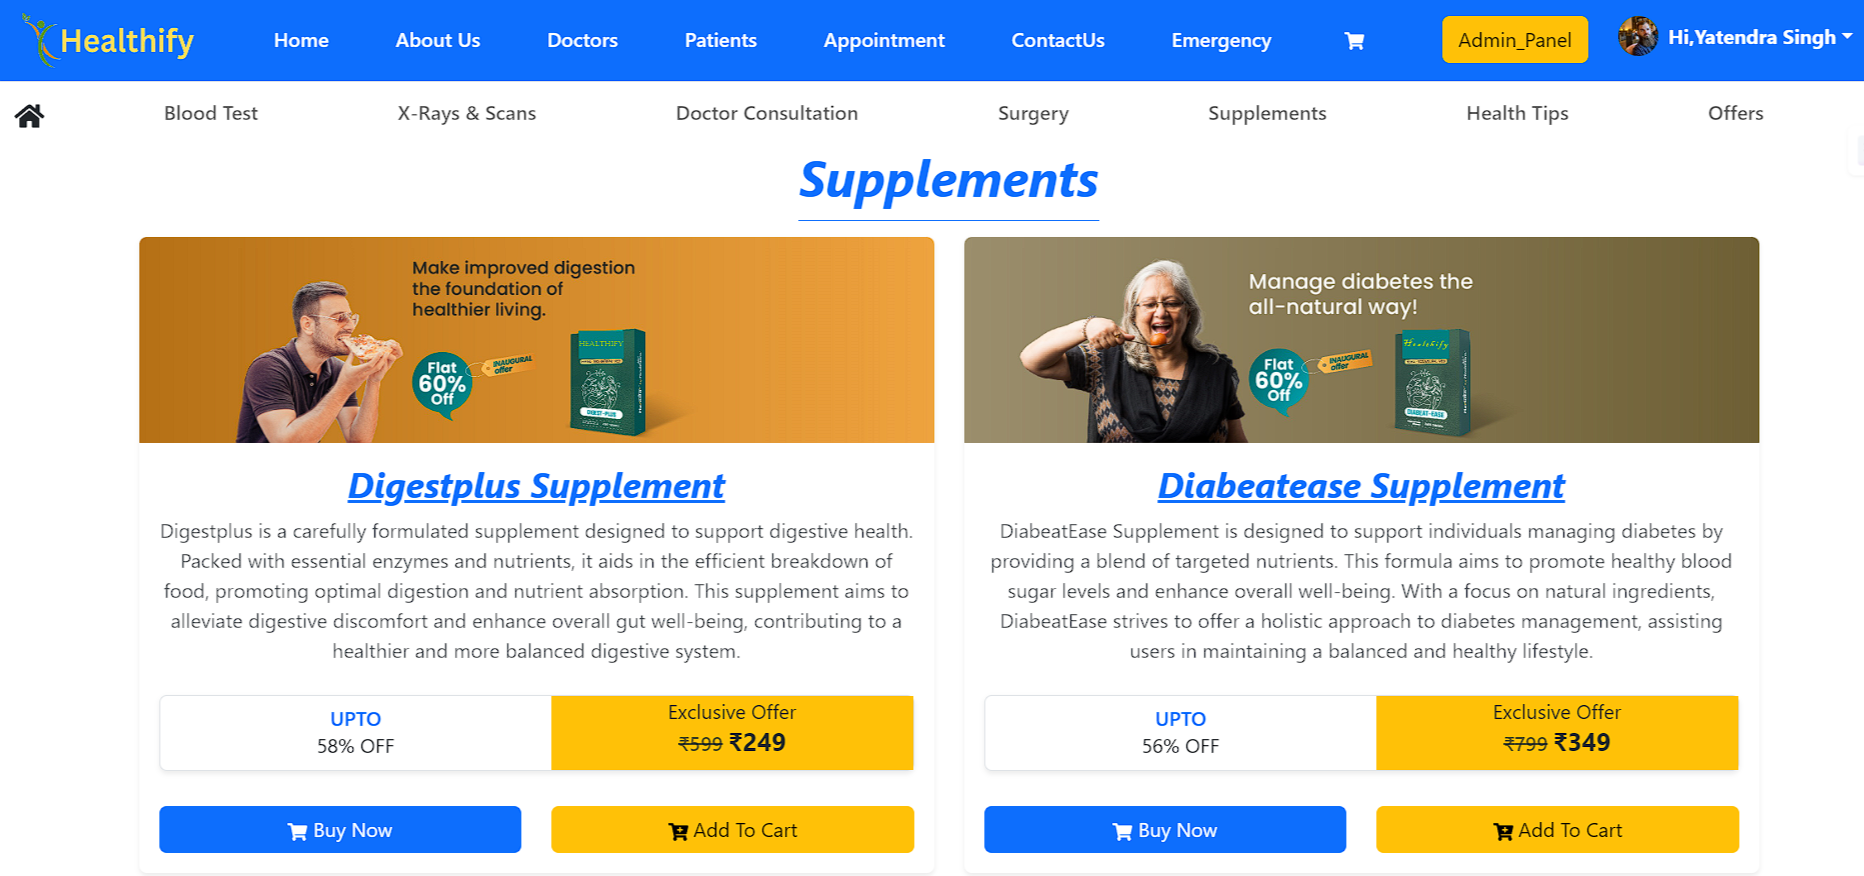 Healthify
Home
About Us
Doctors
Patients
Appointment
ContactUs
Emergency
Admin_Panel
Hi,Yatendra Singh
Blood Test
X-Rays & Scans
Doctor Consultation
Surgery
Supplements
Health Tips
Offers
Supplements
Make improved digestion
the foundation of
healthier living.
Flat
60%
Off
INAUGURAL
offer
HEALTHIFY
DIGEST-PLUS
Manage diabetes the
all-natural way!
Flat
60%
Off
INAUGURAL
offer
Healthify
DIABEAT-EASE
Digestplus Supplement
Digestplus is a carefully formulated supplement designed to support digestive health.
Packed with essential enzymes and nutrients, it aids in the efficient breakdown of
food, promoting optimal digestion and nutrient absorption. This supplement aims to
alleviate digestive discomfort and enhance overall gut well-being, contributing to a
healthier and more balanced digestive system.
UPTO
58% OFF
Exclusive Offer
₹599 ₹249
Buy Now
Add To Cart
Diabeatease Supplement
DiabeatEase Supplement is designed to support individuals managing diabetes by
providing a blend of targeted nutrients. This formula aims to promote healthy blood
sugar levels and enhance overall well-being. With a focus on natural ingredients,
DiabeatEase strives to offer a holistic approach to diabetes management, assisting
users in maintaining a balanced and healthy lifestyle.
UPTO
56% OFF
Exclusive Offer
₹799 ₹349
Buy Now
Add To Cart